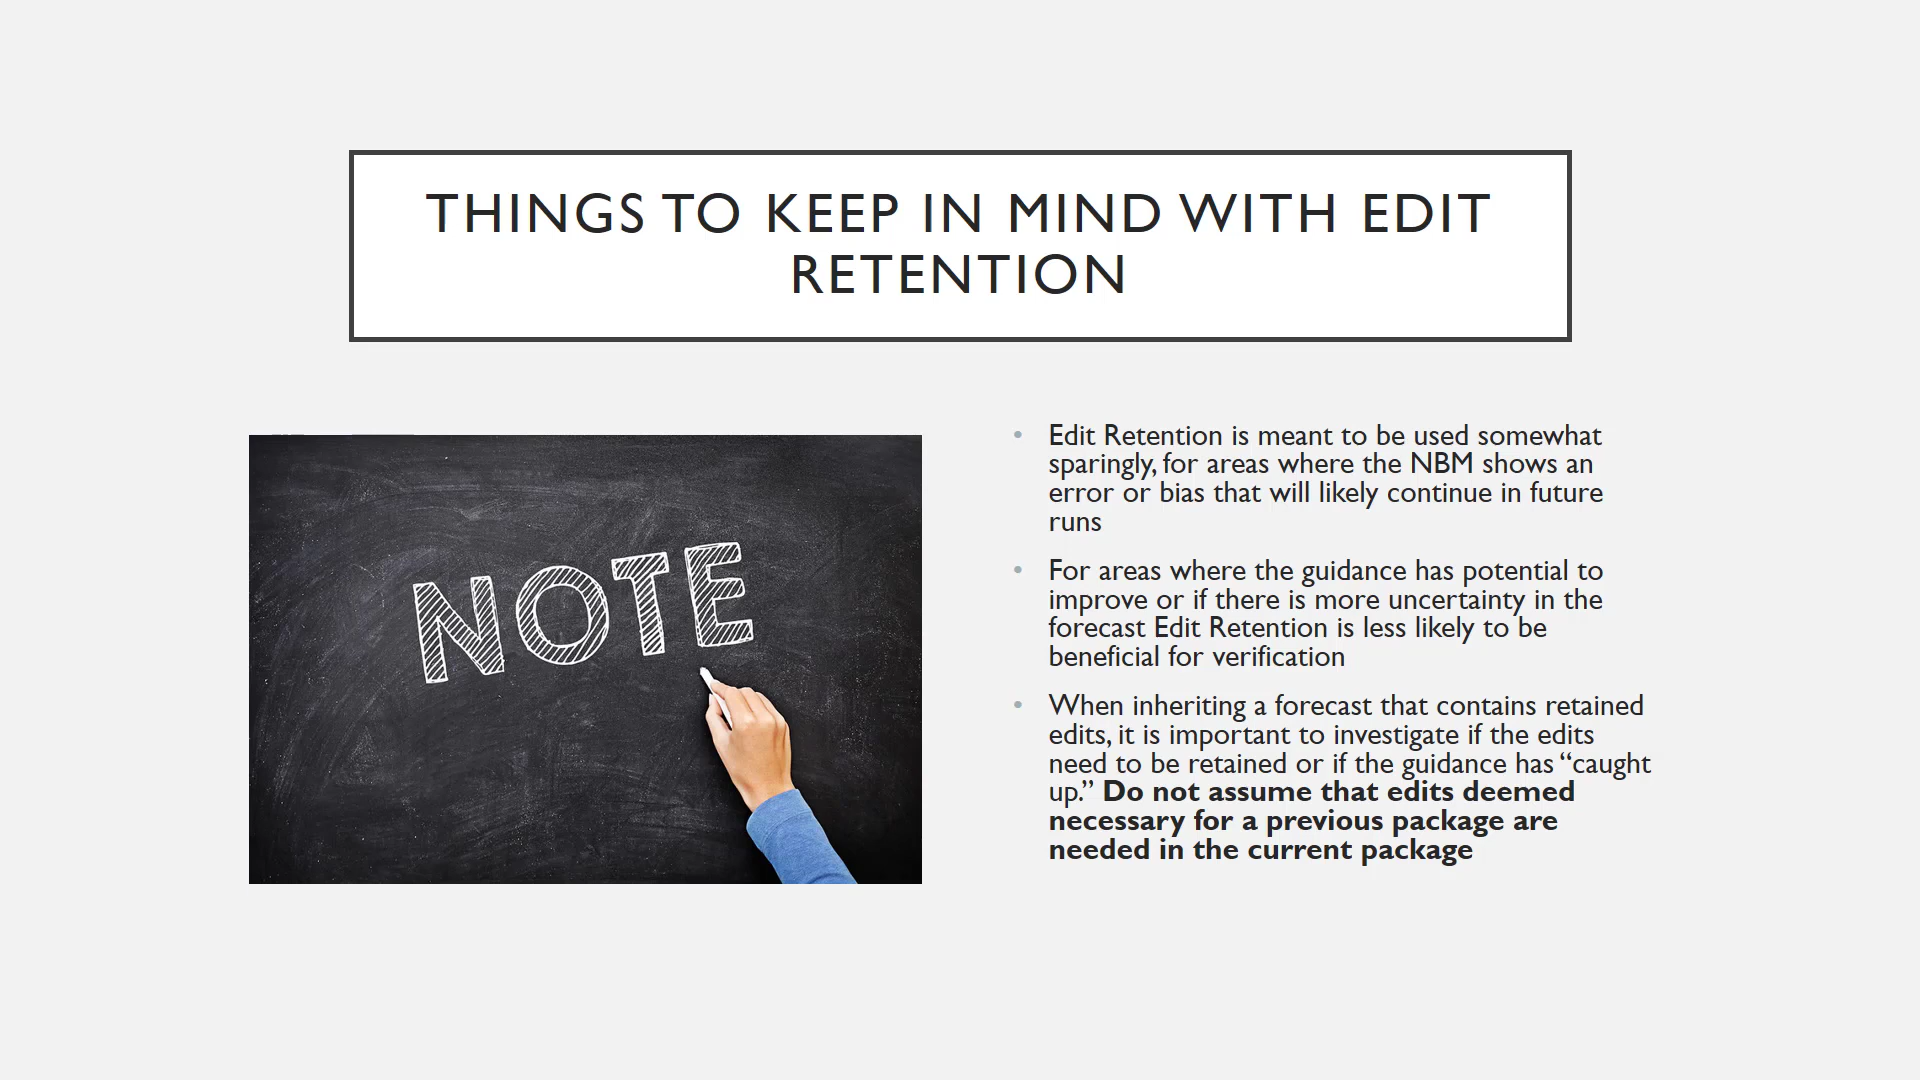 THINGS TO KEEP IN MIND WITH EDIT
RETENTION
NOTE
• Edit Retention is meant to be used somewhat
sparingly, for areas where the NBM shows an
error or bias that will likely continue in future
runs
• For areas where the guidance has potential to
improve or if there is more uncertainty in the
forecast Edit Retention is less likely to be
beneficial for verification
• When inheriting a forecast that contains retained
edits, it is important to investigate if the edits
need to be retained or if the guidance has “caught
up.” Do not assume that edits deemed
necessary for a previous package are
needed in the current package